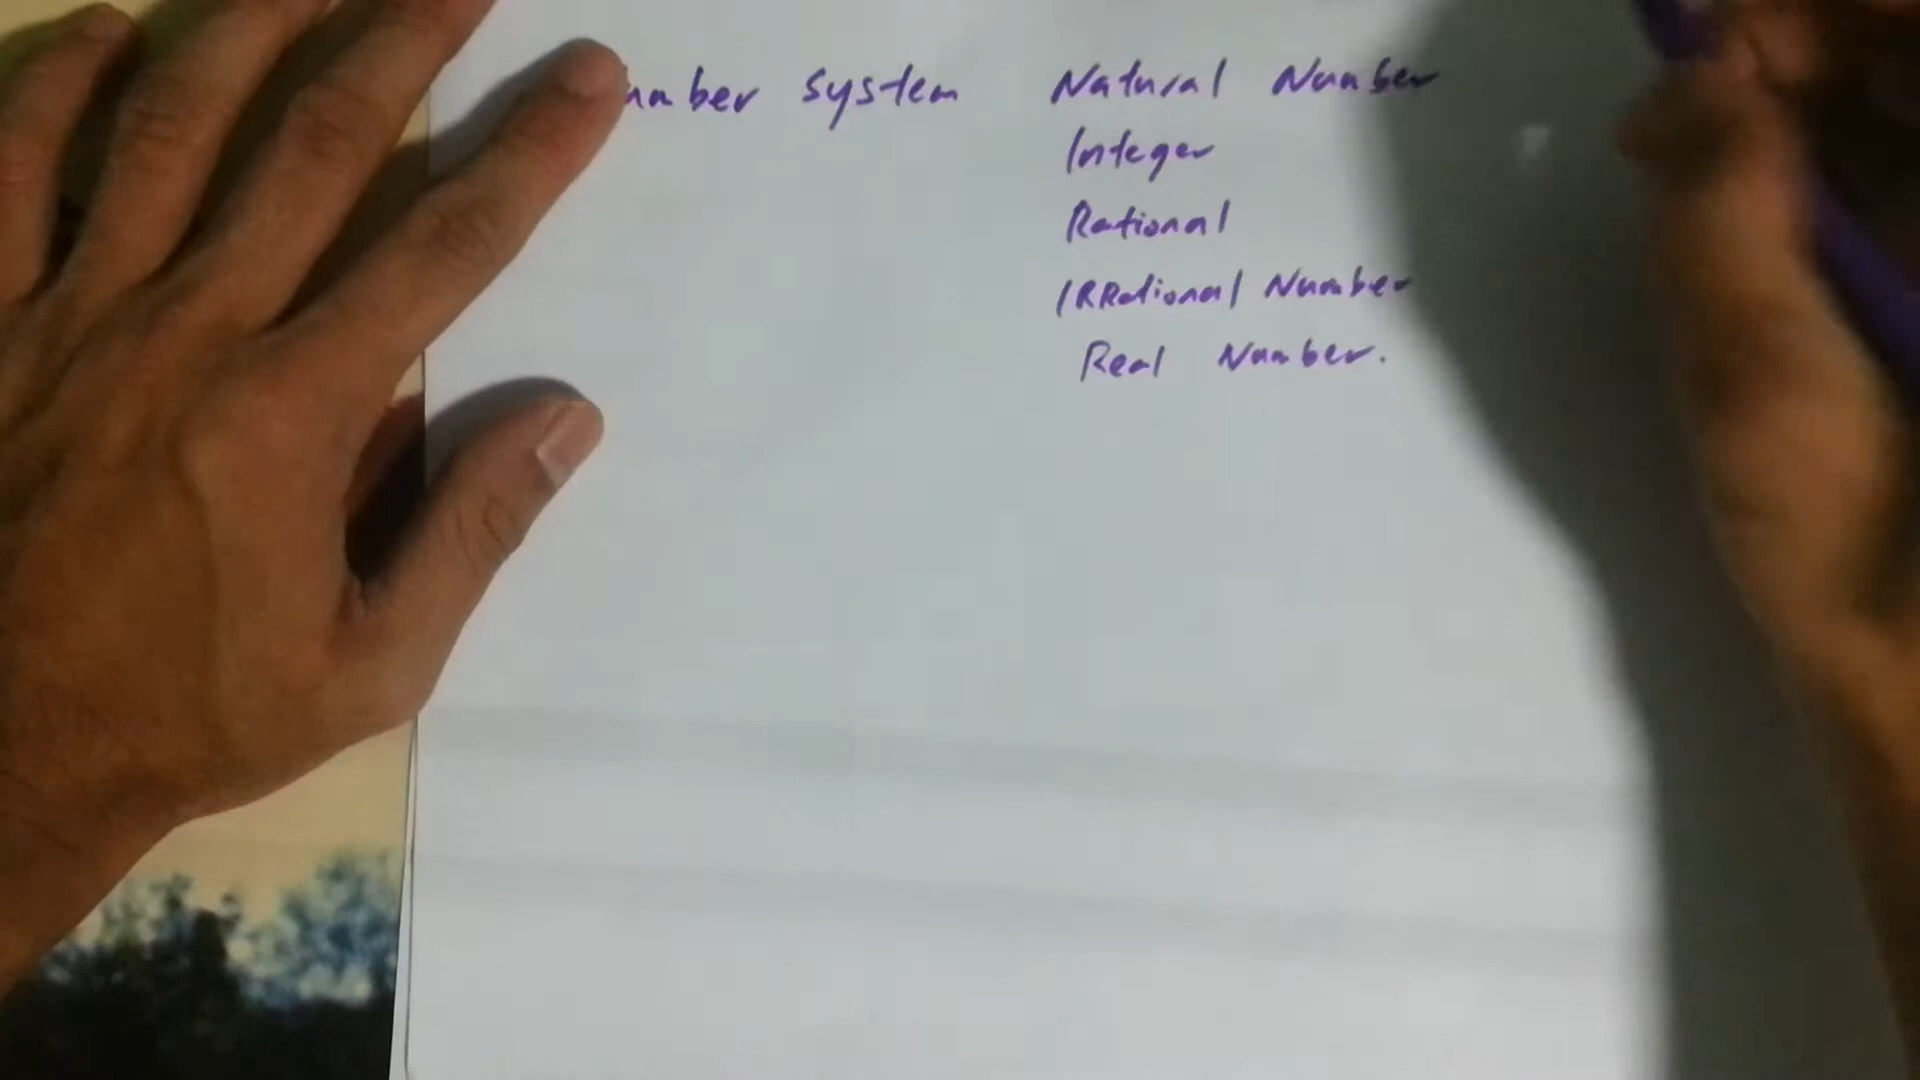 umber system Natural Number
Integer
Rational
IRRational Number
Real Number.